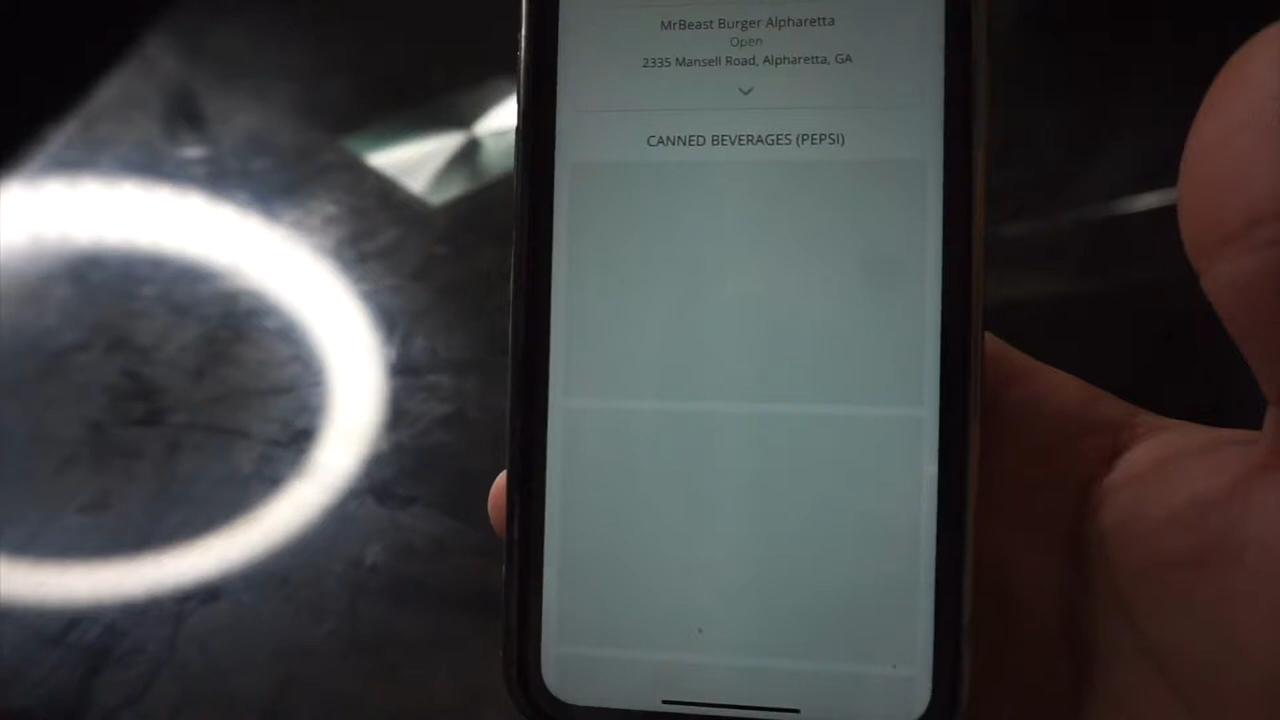 MrBeast Burger Alpharetta
Open
2335 Mansell Road, Alpharetta, GA
CANNED BEVERAGES (PEPSI)